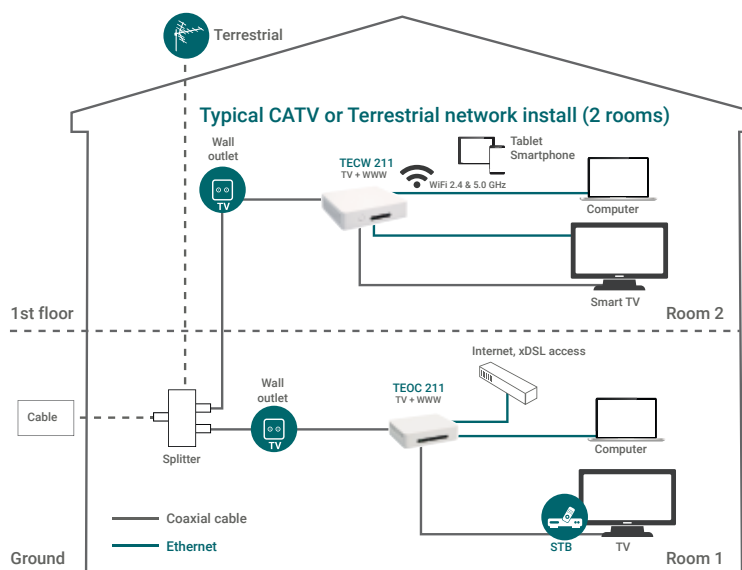 Terrestrial
Typical CATV or Terrestrial network install (2 rooms)
Wall
outlet
TV
TECW 211
TV + WWW
WiFi 2.4 & 5.0 GHz
Tablet
Smartphone
Computer
Smart TV
1st floor
Room 2
Internet, xDSL access
Wall
outlet
TV
TEOC 211
TV + WWW
Cable
Splitter
Computer
Coaxial cable
Ethernet
STB
TV
Ground
Room 1